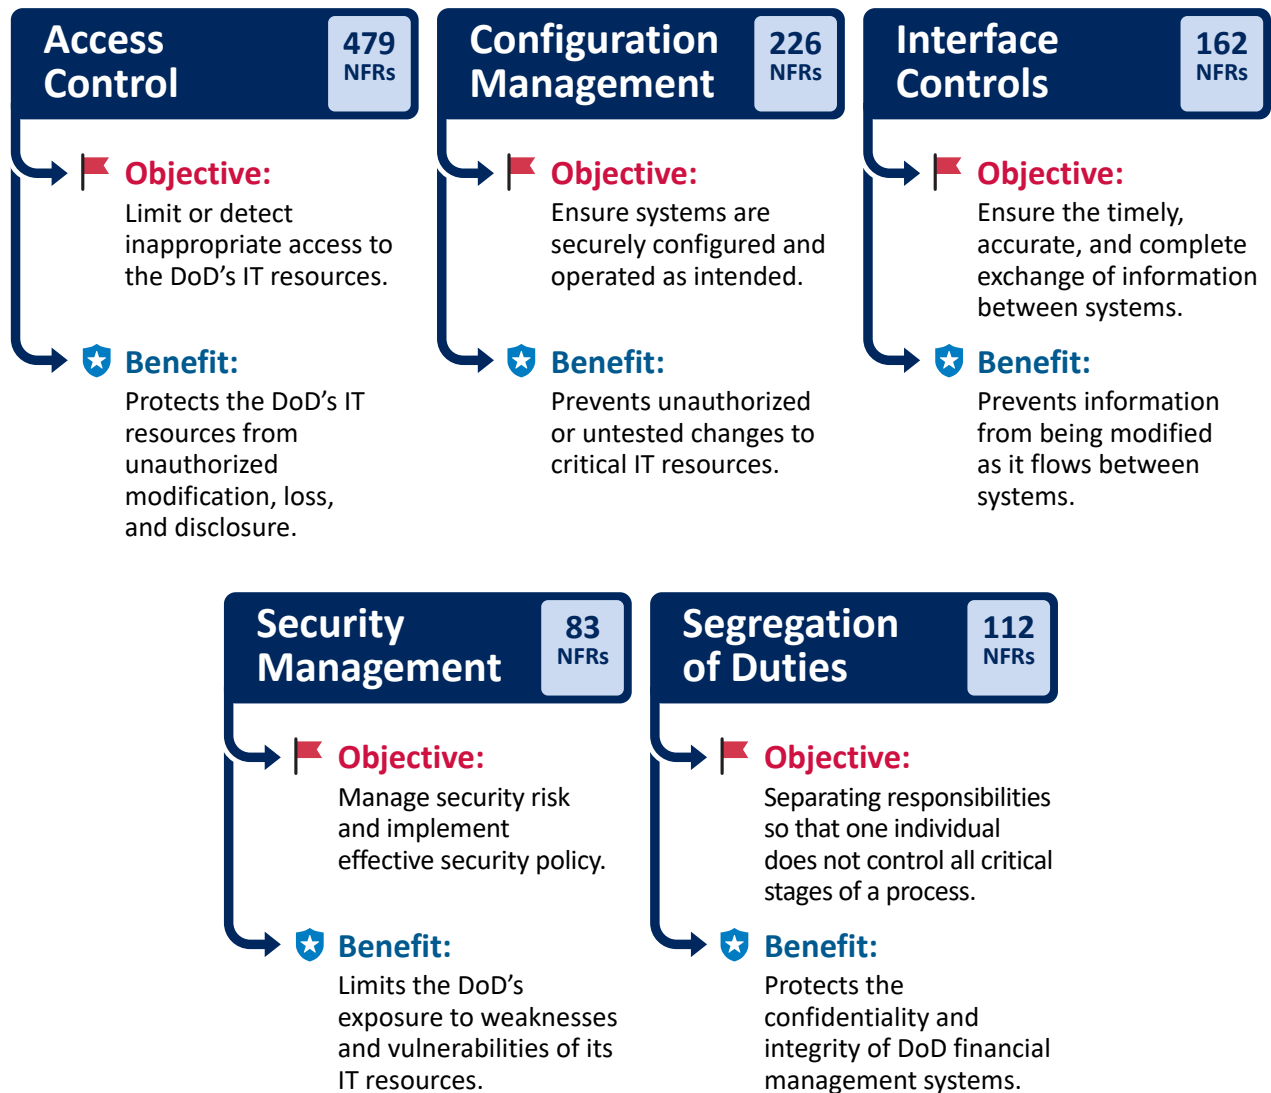 Access
Control
479
NFRs
Objective:
Limit or detect
inappropriate access to
the DoD’s IT resources.
Benefit:
Protects the DoD’s IT
resources from
unauthorized
modification, loss,
and disclosure.
Configuration
Management
226
NFRs
Objective:
Ensure systems are
securely configured and
operated as intended.
Benefit:
Prevents unauthorized
or untested changes to
critical IT resources.
Interface
Controls
162
NFRs
Objective:
Ensure the timely,
accurate, and complete
exchange of information
between systems.
Benefit:
Prevents information
from being modified
as it flows between
systems.
Security
Management
83
NFRs
Objective:
Manage security risk
and implement
effective security policy.
Benefit:
Limits the DoD’s
exposure to weaknesses
and vulnerabilities of its
IT resources.
Segregation
of Duties
112
NFRs
Objective:
Separating responsibilities
so that one individual
does not control all critical
stages of a process.
Benefit:
Protects the
confidentiality and
integrity of DoD financial
management systems.